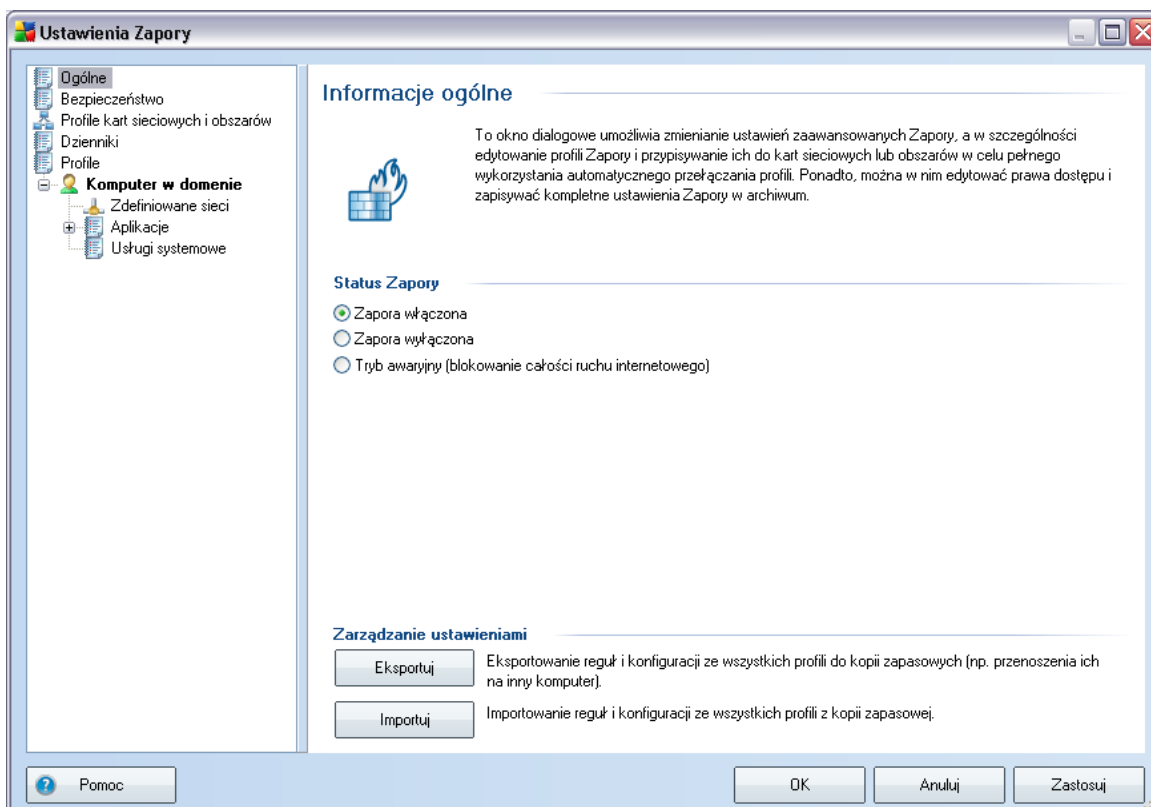 Ustawienia Zapory
Ogólne
Bezpieczeństwo
Profile kart sieciowych i obszarów
Dzienniki
Profile
Komputer w domenie
Zdefiniowane sieci
Aplikacje
Usługi systemowe
Informacje ogólne
To okno dialogowe umożliwia zmienianie ustawień zaawansowanych Zapory, a w szczególności
edytowanie profili Zapory i przypisywanie ich do kart sieciowych lub obszarów w celu pełnego
wykorzystania automatycznego przełączania profili. Ponadto, można w nim edytować prawa dostępu i
zapisywać kompletne ustawienia Zapory w archiwum.
Status Zapory
Zapora włączona
Zapora wyłączona
Tryb awaryjny (blokowanie całości ruchu internetowego)
Zarządzanie ustawieniami
Eksportuj
Eksportowanie reguł i konfiguracji ze wszystkich profili do kopii zapasowych (np. przenoszenia ich
na inny komputer).
Importuj
Importowanie reguł i konfiguracji ze wszystkich profili z kopii zapasowej.
Pomoc
OK
Anuluj
Zastosuj